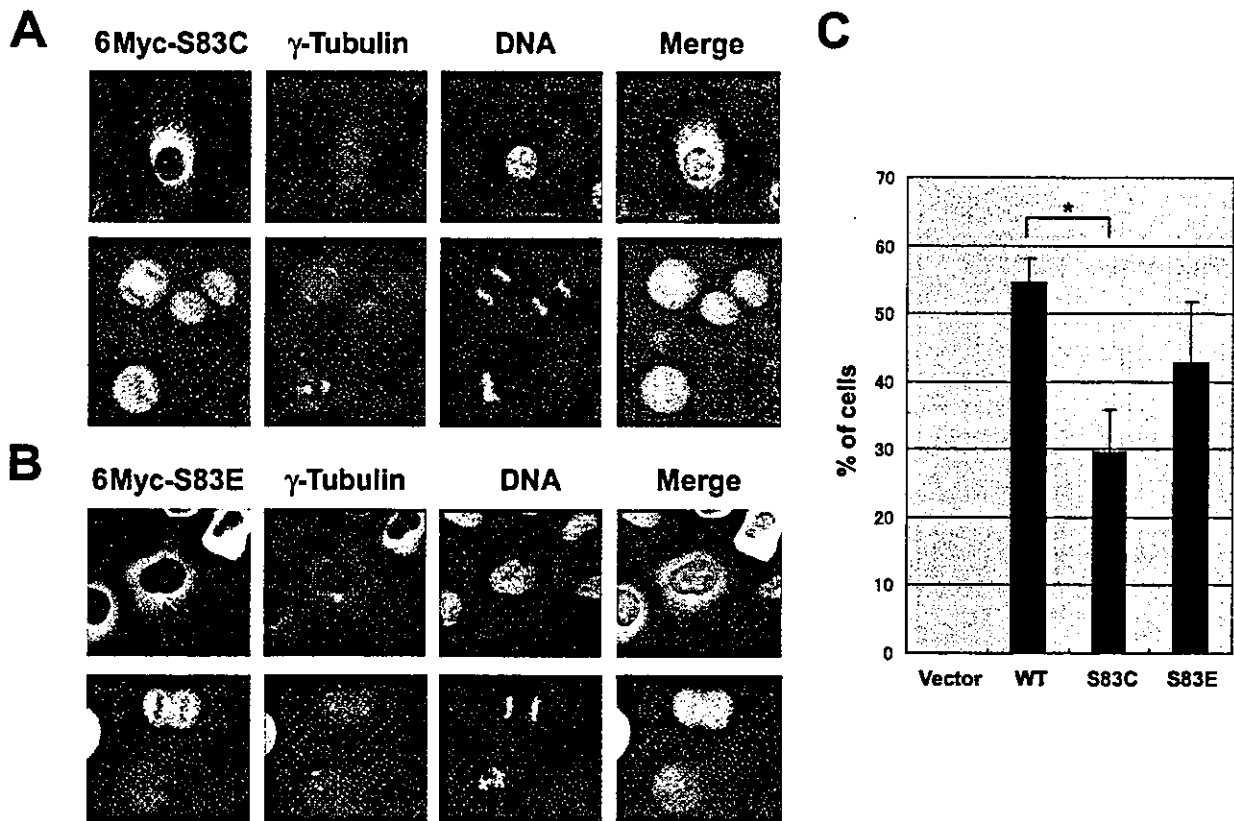 A
6Myc-S83C γ-Tubulin DNA Merge
B
6Myc-S83E γ-Tubulin DNA Merge
C
% of cells
70
60
50
40
30
20
10
0
*
Vector WT S83C S83E